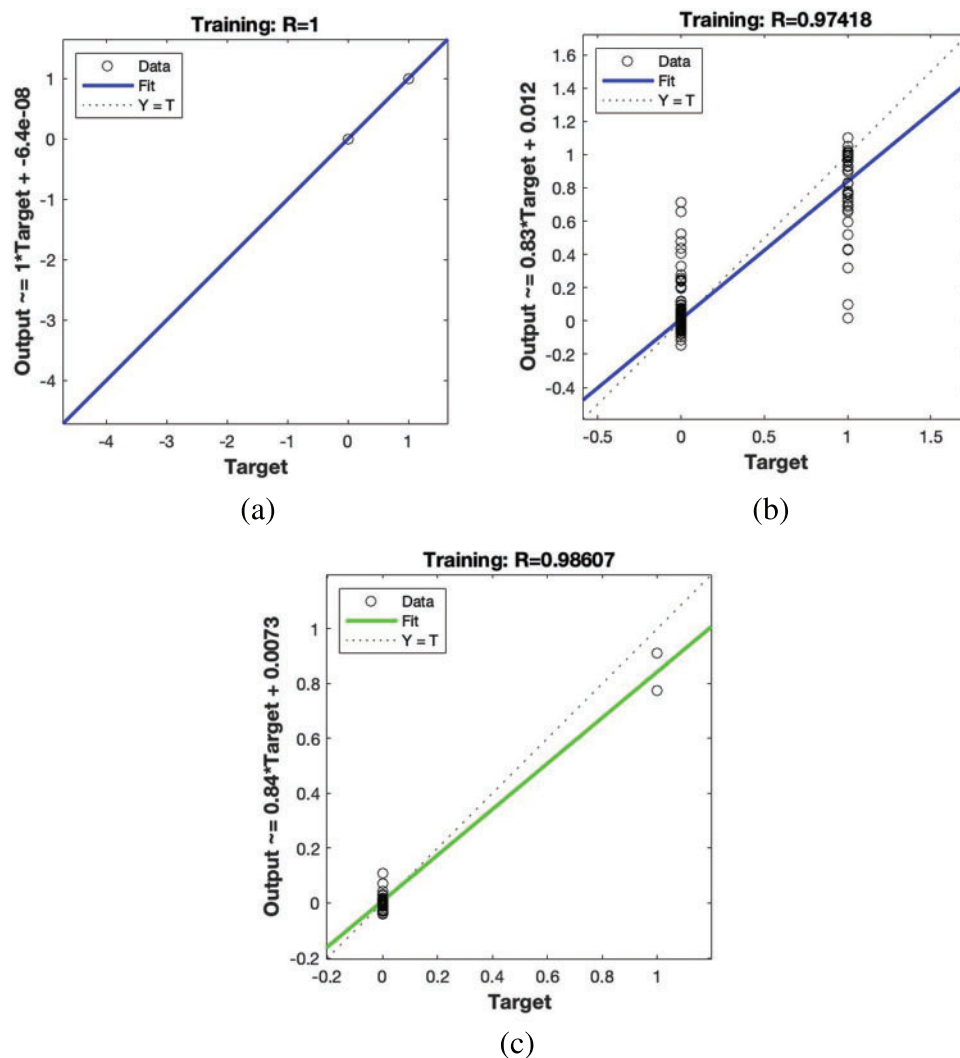 Training: R=1
Data
Fit
Y = T
Output ~= 1*Target + -6.4e-08
1
0
-1
-2
-3
-4
-4 -3 -2 -1 0 1
Target
(a)
Training: R=0.97418
Data
Fit
Y = T
Output ~= 0.83*Target + 0.012
1.6
1.4
1.2
1
0.8
0.6
0.4
0.2
0
-0.2
-0.4
-0.5 0 0.5 1 1.5
Target
(b)
Training: R=0.98607
Data
Fit
Y = T
Output ~= 0.84*Target + 0.0073
1
0.8
0.6
0.4
0.2
0
-0.2
-0.2 0 0.2 0.4 0.6 0.8 1
Target
(c)